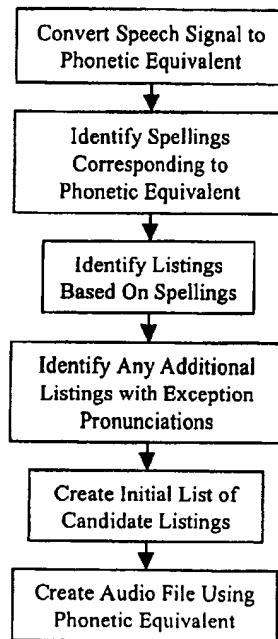 Convert Speech Signal to
Phonetic Equivalent
Identify Spellings
Corresponding to
Phonetic Equivalent
Identify Listings
Based On Spellings
Identify Any Additional
Listings with Exception
Pronunciations
Create Initial List of
Candidate Listings
Create Audio File Using
Phonetic Equivalent